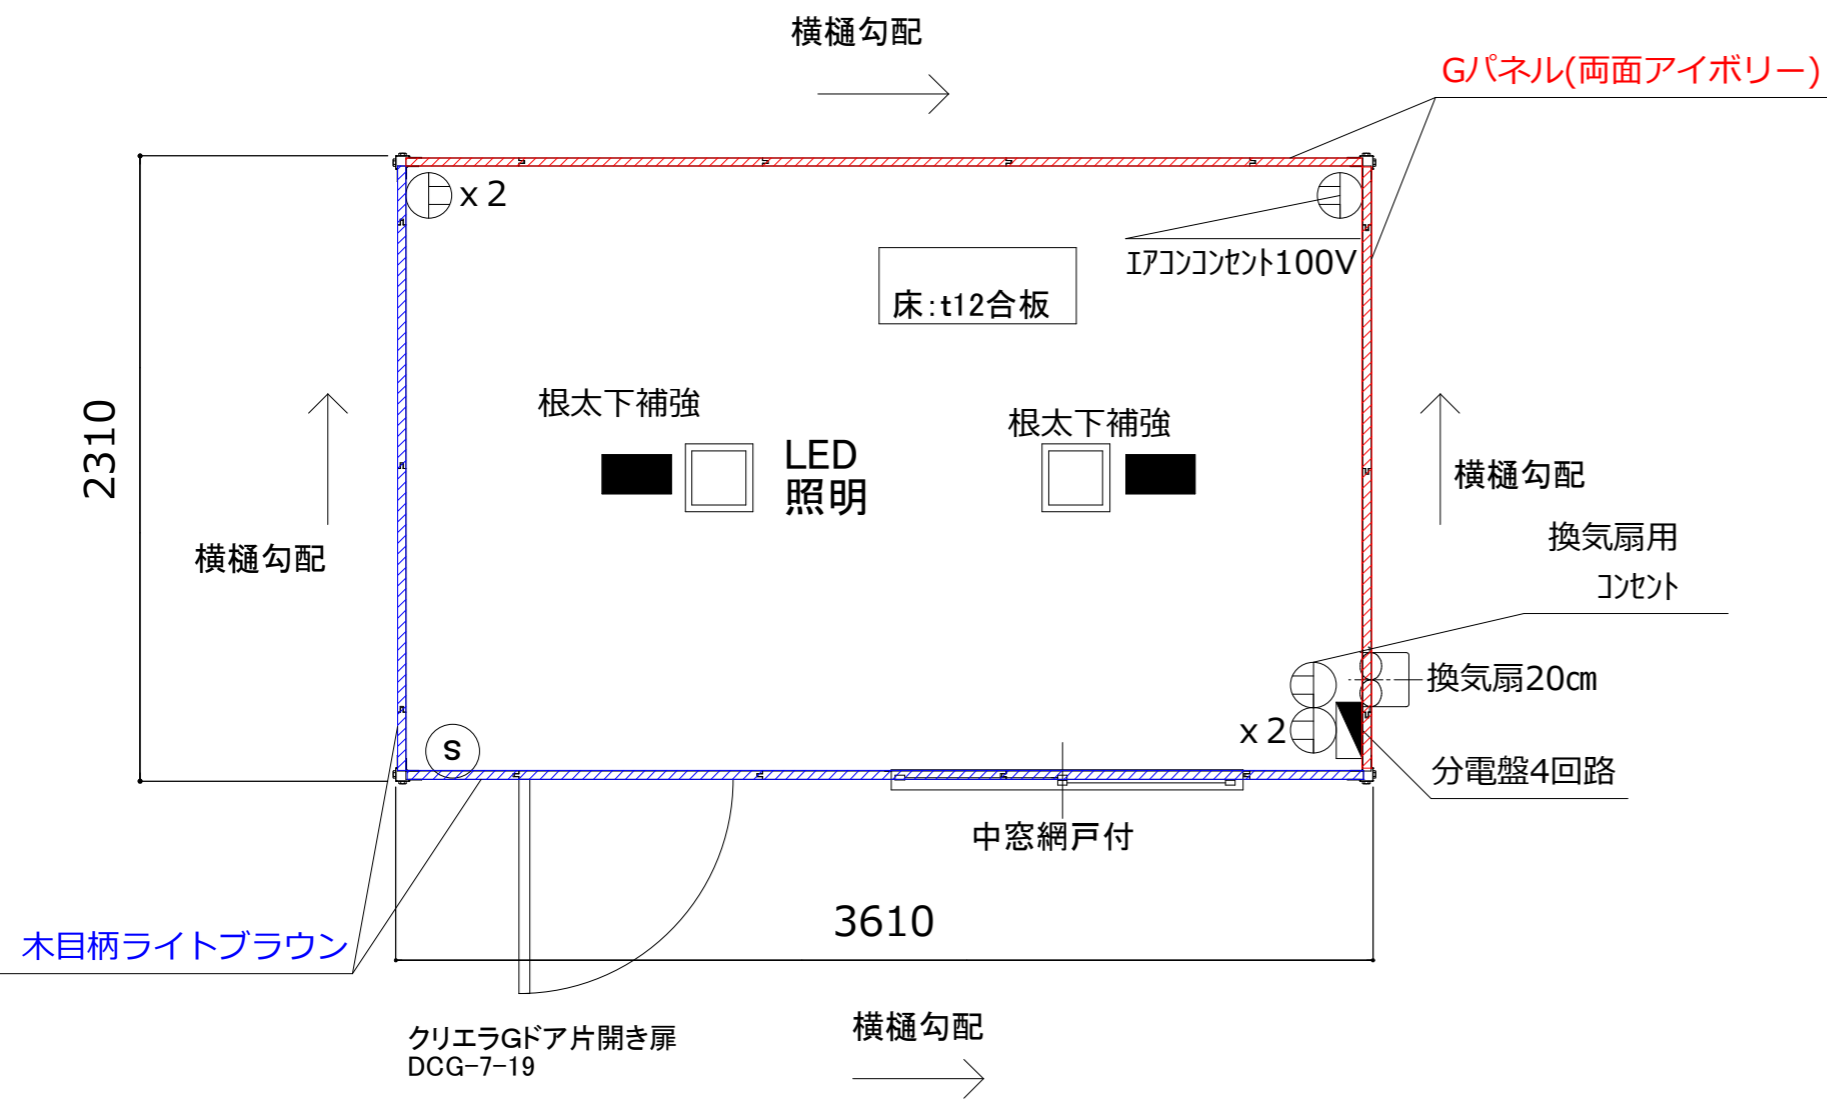 横樋勾配
Gパネル(両面アイボリー)
x 2
ｴｱｺﾝｺﾝｾﾝﾄ100V
床:t12合板
根太下補強
根太下補強
LED
照明
2310
横樋勾配
横樋勾配
換気扇用
ｺﾝｾﾝﾄ
換気扇20㎝
x 2
S
分電盤4回路
中窓網戸付
3610
木目柄ライトブラウン
クリエラGドア片開き扉
DCG-7-19
横樋勾配